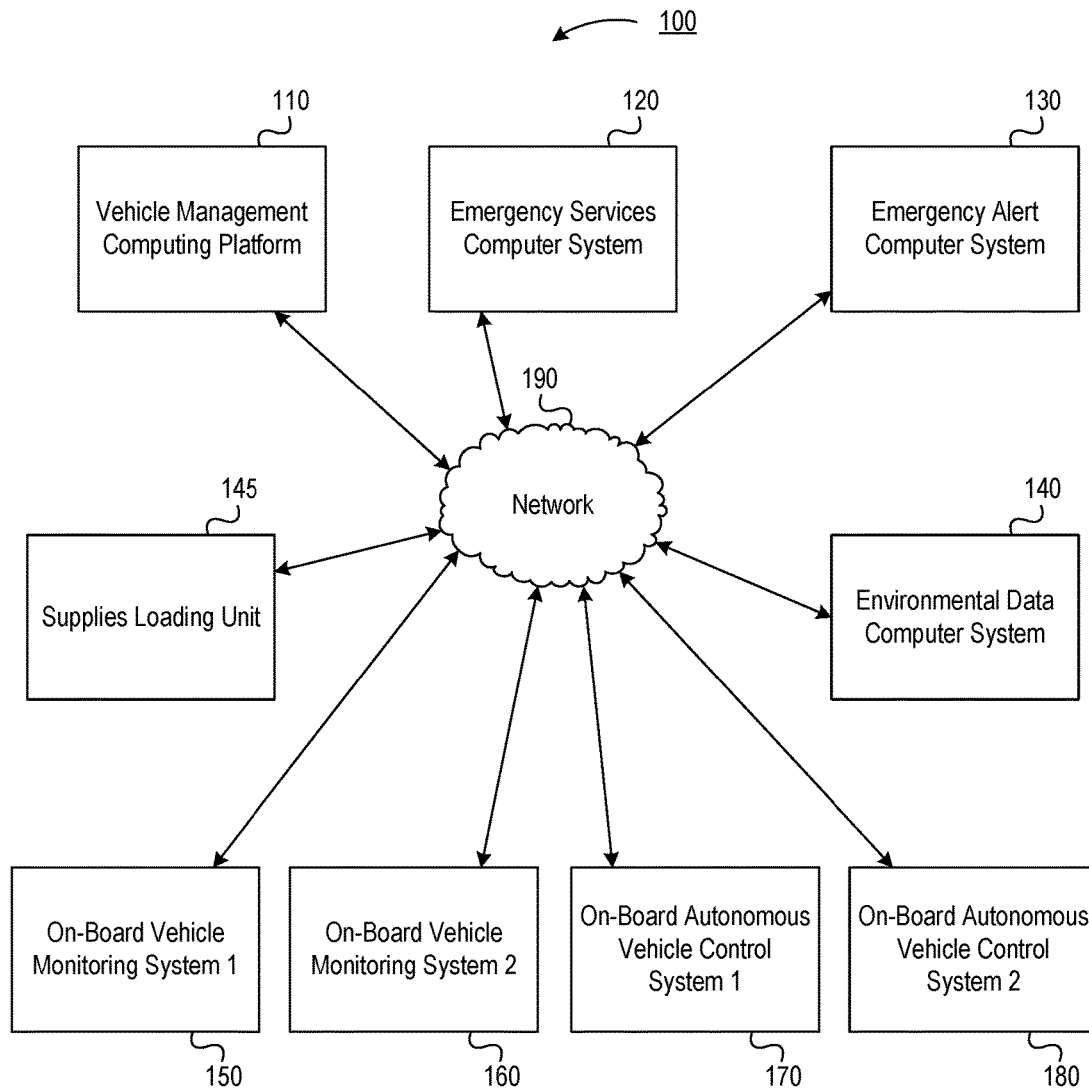 100
110
120
130
Vehicle Management
Computing Platform
Emergency Services
Computer System
Emergency Alert
Computer System
190
Network
145
140
Supplies Loading Unit
Environmental Data
Computer System
On-Board Vehicle
Monitoring System 1
On-Board Vehicle
Monitoring System 2
On-Board Autonomous
Vehicle Control
System 1
On-Board Autonomous
Vehicle Control
System 2
150
160
170
180